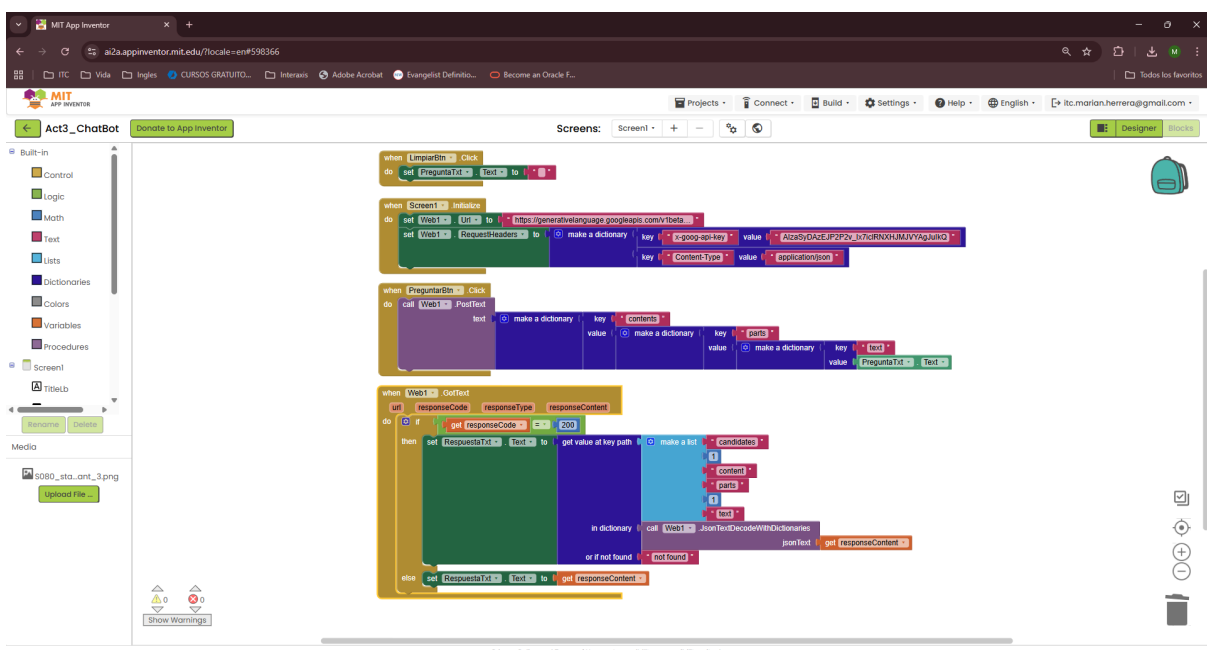 MIT App Inventor
ai2a.appinventor.mit.edu/?locale=en#598366
ITC Vida Ingles CURSOS GRATUITO... Interaxis Adobe Acrobat Evangelist Definitio... Become an Oracle F... Todos los favoritos
MIT
APP INVENTOR
Projects Connect Build Settings Help English itc.marian.herrera@gmail.com
Act3_ChatBot Donate to App Inventor Screens: Screen1 Designer Blocks
Built-in
Control
Logic
Math
Text
Lists
Dictionaries
Colors
Variables
Procedures
Screen1
TitleLb
Rename Delete
Media
S080_sta...ant_3.png
Upload File ...
when LimpiarBtn .Click
do set PreguntaTxt . Text to " "
when Screen1 .Initialize
do set Web1 . Url to " https://generativelanguage.googleapis.com/v1beta... "
set Web1 . RequestHeaders to make a dictionary key " x-goog-api-key " value
key " Content-Type " value " application/json "
when PreguntarBtn .Click
do call Web1 .PostText
text make a dictionary key " contents "
value make a dictionary key " parts "
value make a dictionary key " text "
value PreguntaTxt . Text
when Web1 .GotText
url responseCode responseType responseContent
do if get responseCode = 200
then set RespuestaTxt . Text to get value at key path make a list " candidates "
1
" content "
" parts "
1
" text "
in dictionary call Web1 .JsonTextDecodeWithDictionaries
jsonText get responseContent
or if not found " not found "
else set RespuestaTxt . Text to get responseContent
0 0
Show Warnings